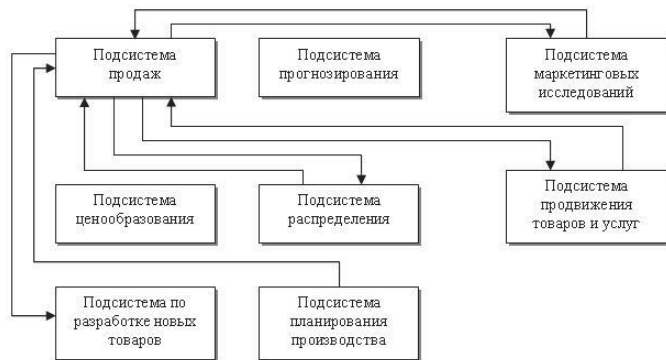 Подсистема
продаж
Подсистема
прогнозирования
Подсистема
маркетинговых
исследований
Подсистема
ценообразования
Подсистема
распределения
Подсистема
продвижения
товаров и услуг
Подсистема по
разработке новых
товаров
Подсистема
планирования
производства